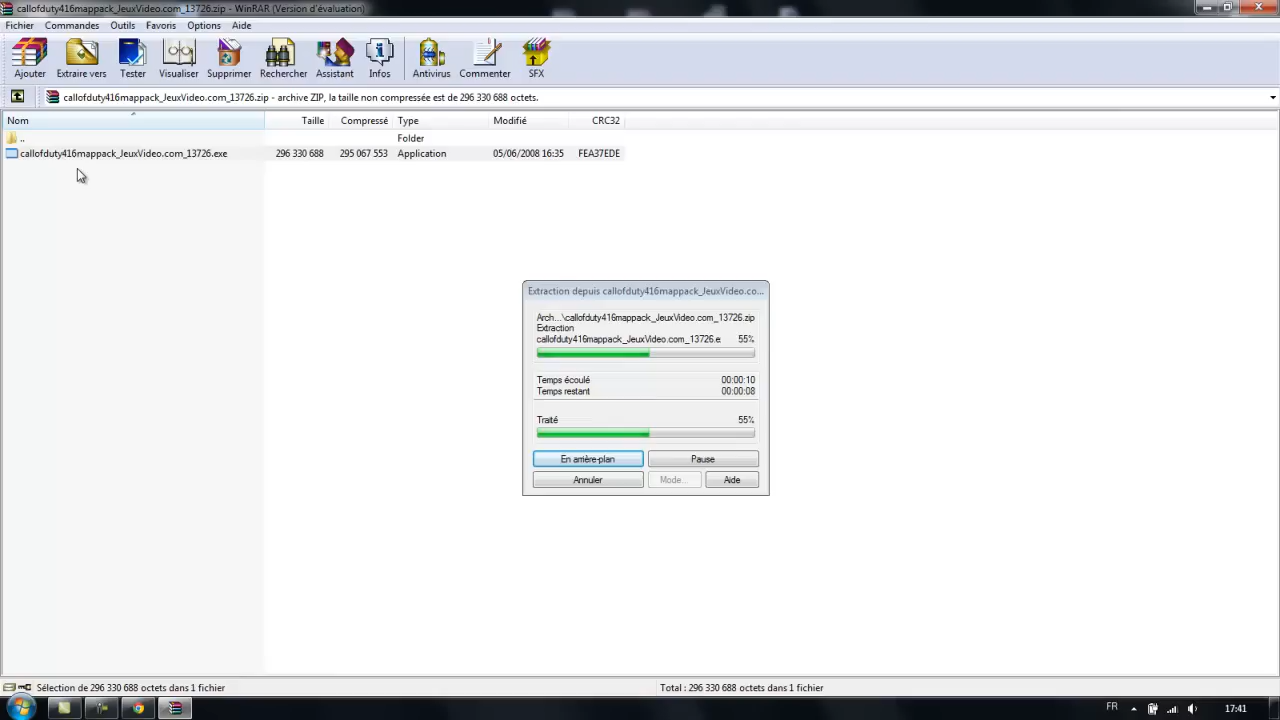 callofduty416mappack_JeuxVideo.com_13726.zip - WinRAR (Version d'évaluation)
Fichier Commandes Outils Favoris Options Aide
Ajouter Extraire vers Tester Visualiser Supprimer Rechercher Assistant Infos Antivirus Commenter SFX
callofduty416mappack_JeuxVideo.com_13726.zip - archive ZIP, la taille non compressée est de 296 330 688 octets.
Nom Taille Compressé Type Modifié CRC32
.. Folder
callofduty416mappack_JeuxVideo.com_13726.exe 296 330 688 295 067 553 Application 05/06/2008 16:35 FEA37EDE
Extraction depuis callofduty416mappack_JeuxVideo.co...
Arch...\callofduty416mappack_JeuxVideo.com_13726.zip
Extraction
callofduty416mappack_JeuxVideo.com_13726.e 55%
Temps écoulé 00:00:10
Temps restant 00:00:08
Traité 55%
En arrière-plan Pause
Annuler Mode... Aide
Sélection de 296 330 688 octets dans 1 fichier Total : 296 330 688 octets dans 1 fichier
FR 17:41